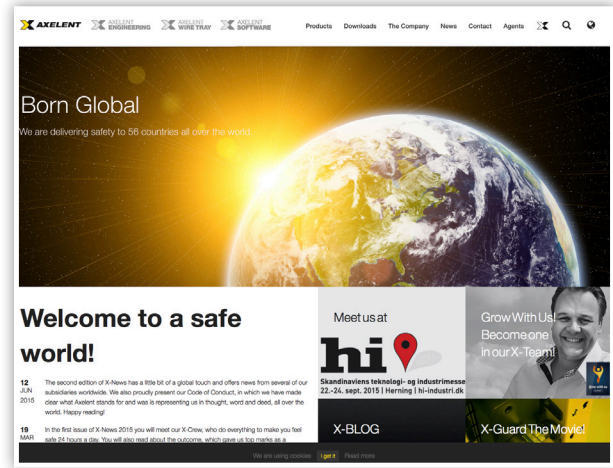 AXELENT
AXELENT ENGINEERING
AXELENT WIRE TRAY
AXELENT SOFTWARE
Products Downloads The Company News Contact Agents
Born Global
We are delivering safety to 56 countries all over the world.
Welcome to a safe
world!
12
JUN
2015
The second edition of X-News has a little bit of a global touch and offers news from several of our
subsidiaries worldwide. We also proudly present our Code of Conduct, in which we have made
clear what Axelent stands for and was is representing us in thought, word and deed, all over the
world. Happy reading!
19
MAR
In the first issue of X-News 2015 you will meet our X-Crew, who do everything to make you feel
safe 24 hours a day. You will also read about the outcome, which gave us top marks as a
Meet us at
hi
Skandinaviens teknologi- og industrimesse
22.-24. sept. 2015 | Herning | hi-industri.dk
Grow With Us!
Become one
in our X-Team!
X-BLOG
X-Guard The Movie!
We are using cookies I get it Read more